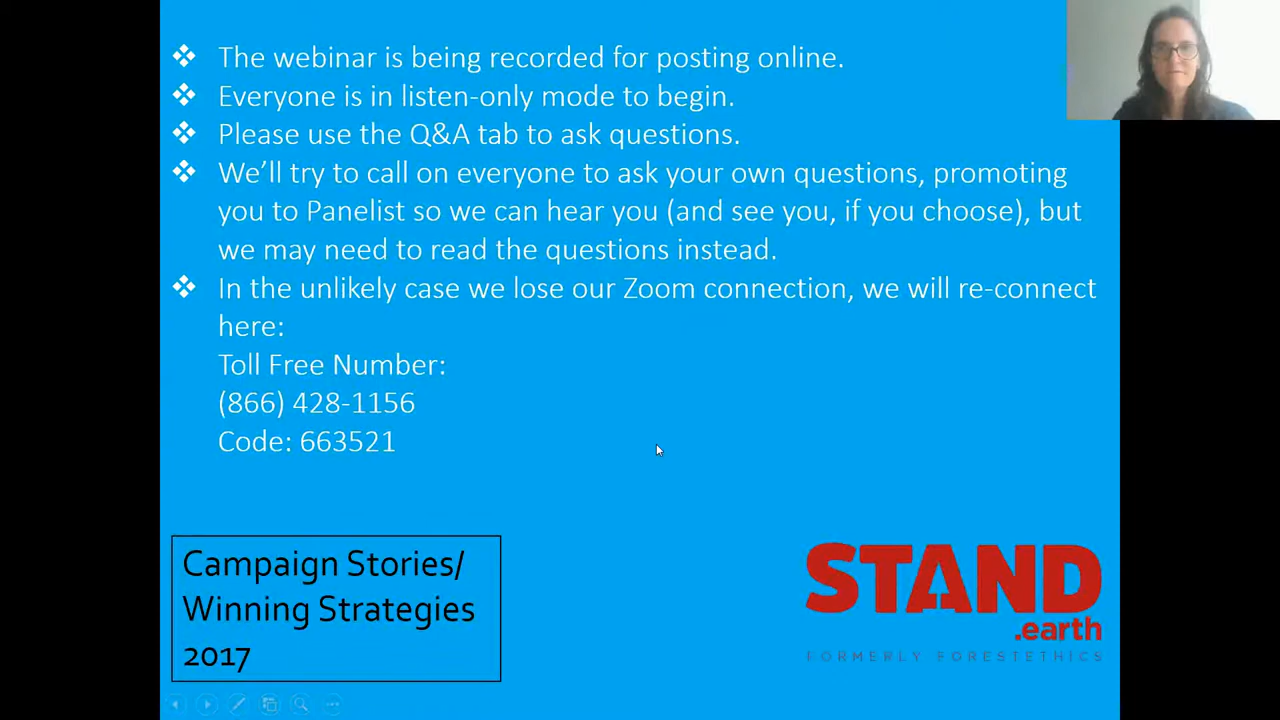 ❖ The webinar is being recorded for posting online.
❖ Everyone is in listen-only mode to begin.
❖ Please use the Q&A tab to ask questions.
❖ We’ll try to call on everyone to ask your own questions, promoting
you to Panelist so we can hear you (and see you, if you choose), but
we may need to read the questions instead.
❖ In the unlikely case we lose our Zoom connection, we will re-connect
here:
Toll Free Number:
(866) 428-1156
Code: 663521
Campaign Stories/
Winning Strategies
2017
STAND
.earth
FORMERLY FORESTETHICS